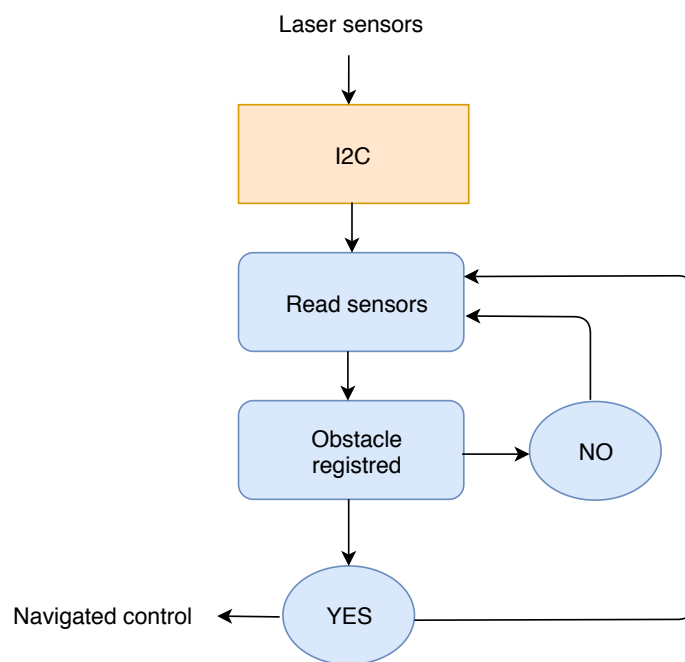 Laser sensors
I2C
Read sensors
Obstacle
registred
NO
YES
Navigated control